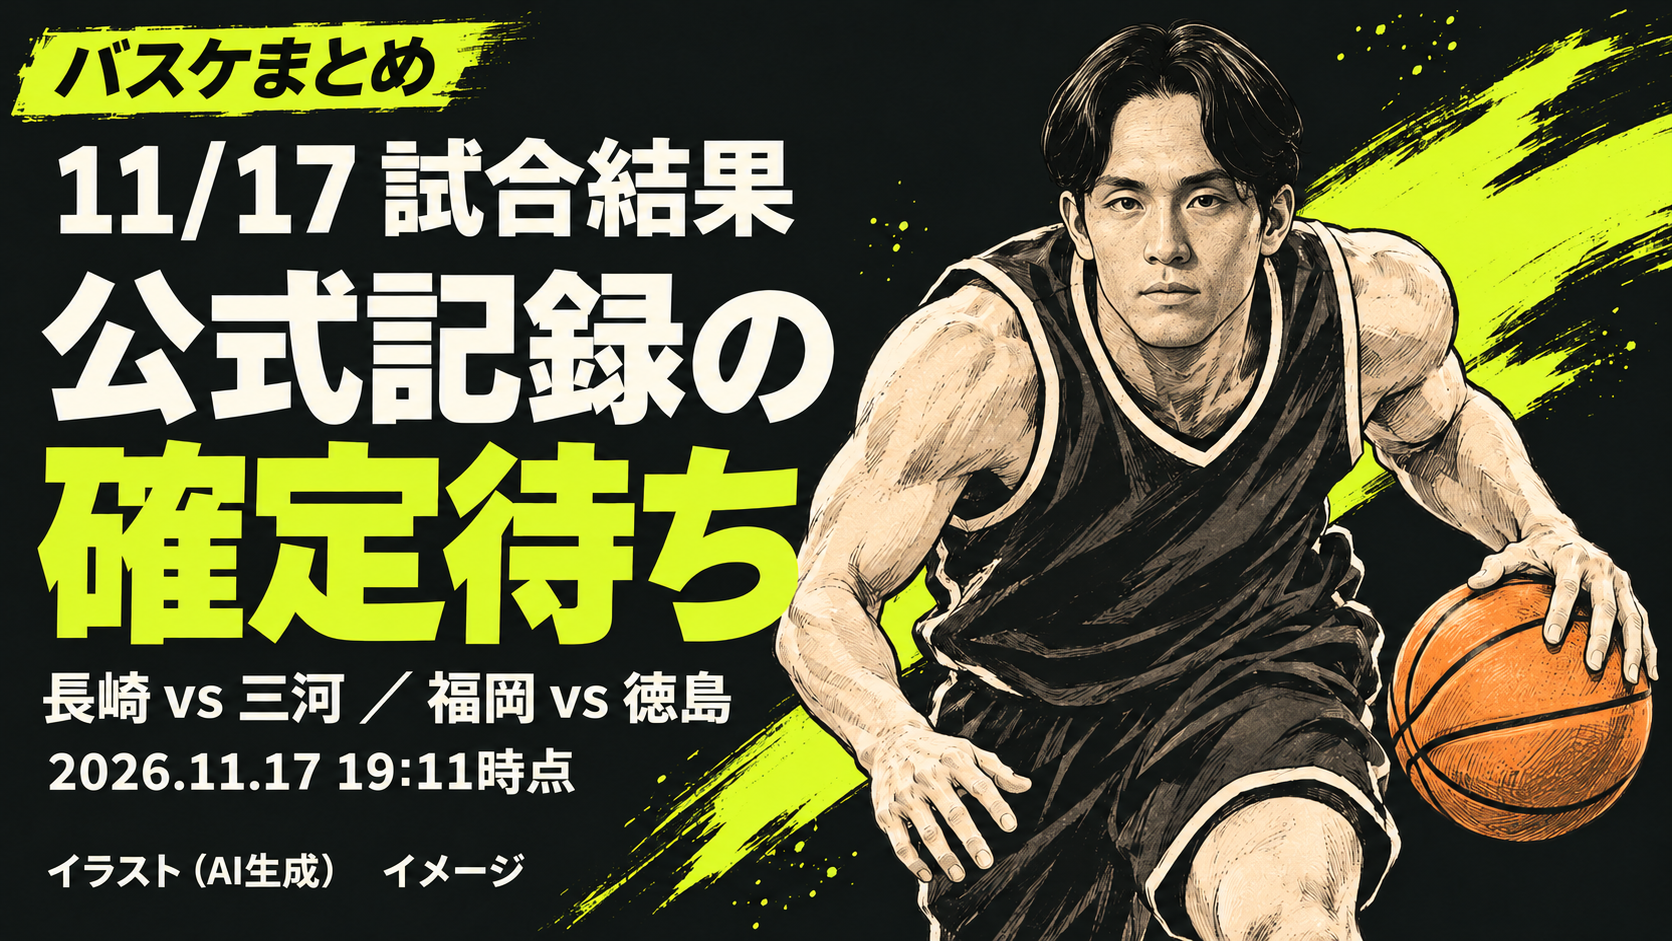 バスケまとめ
11/17 試合結果
公式記録の
確定待ち
長崎 vs 三河 ／ 福岡 vs 徳島
2026.11.17 19:11時点
イラスト（AI生成）　イメージ